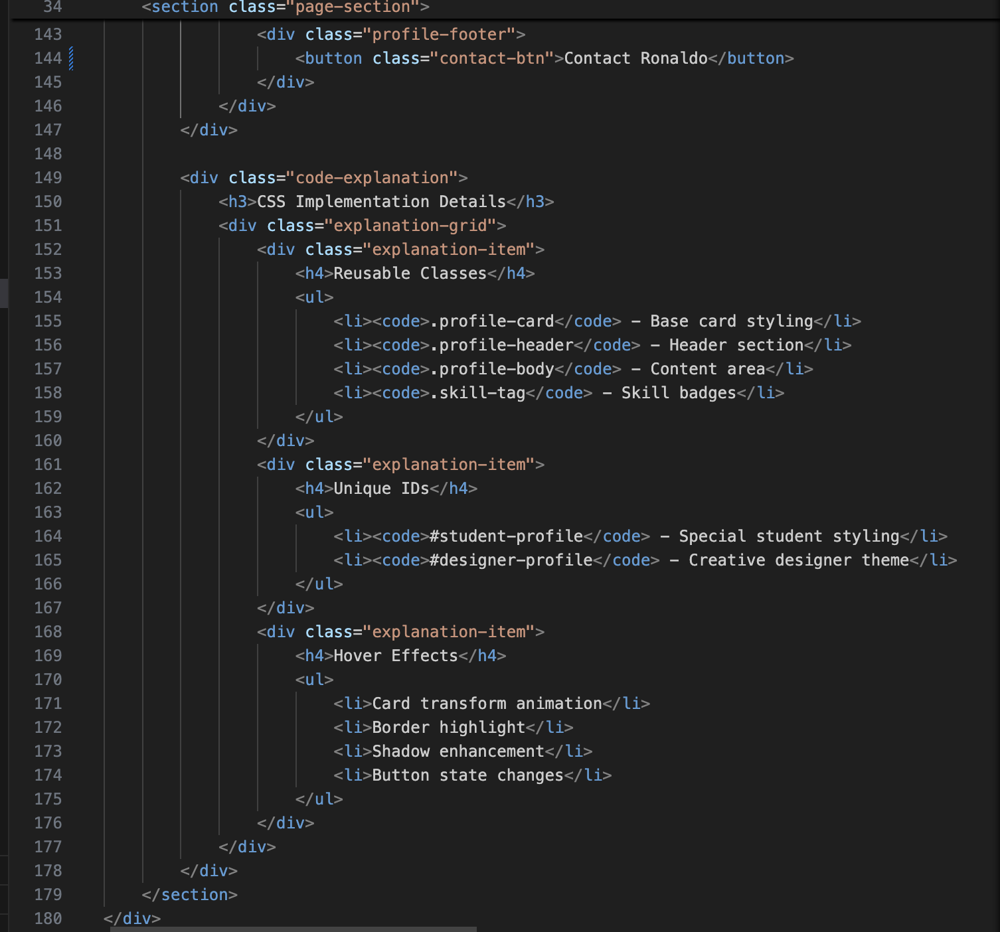 34        <section class="page-section">
143                    <div class="profile-footer">
144                        <button class="contact-btn">Contact Ronaldo</button>
145                    </div>
146                </div>
147            </div>
148
149            <div class="code-explanation">
150                <h3>CSS Implementation Details</h3>
151                <div class="explanation-grid">
152                    <div class="explanation-item">
153                        <h4>Reusable Classes</h4>
154                        <ul>
155                            <li><code>.profile-card</code> - Base card styling</li>
156                            <li><code>.profile-header</code> - Header section</li>
157                            <li><code>.profile-body</code> - Content area</li>
158                            <li><code>.skill-tag</code> - Skill badges</li>
159                        </ul>
160                    </div>
161                    <div class="explanation-item">
162                        <h4>Unique IDs</h4>
163                        <ul>
164                            <li><code>#student-profile</code> - Special student styling</li>
165                            <li><code>#designer-profile</code> - Creative designer theme</li>
166                        </ul>
167                    </div>
168                    <div class="explanation-item">
169                        <h4>Hover Effects</h4>
170                        <ul>
171                            <li>Card transform animation</li>
172                            <li>Border highlight</li>
173                            <li>Shadow enhancement</li>
174                            <li>Button state changes</li>
175                        </ul>
176                    </div>
177                </div>
178            </div>
179        </section>
180    </div>